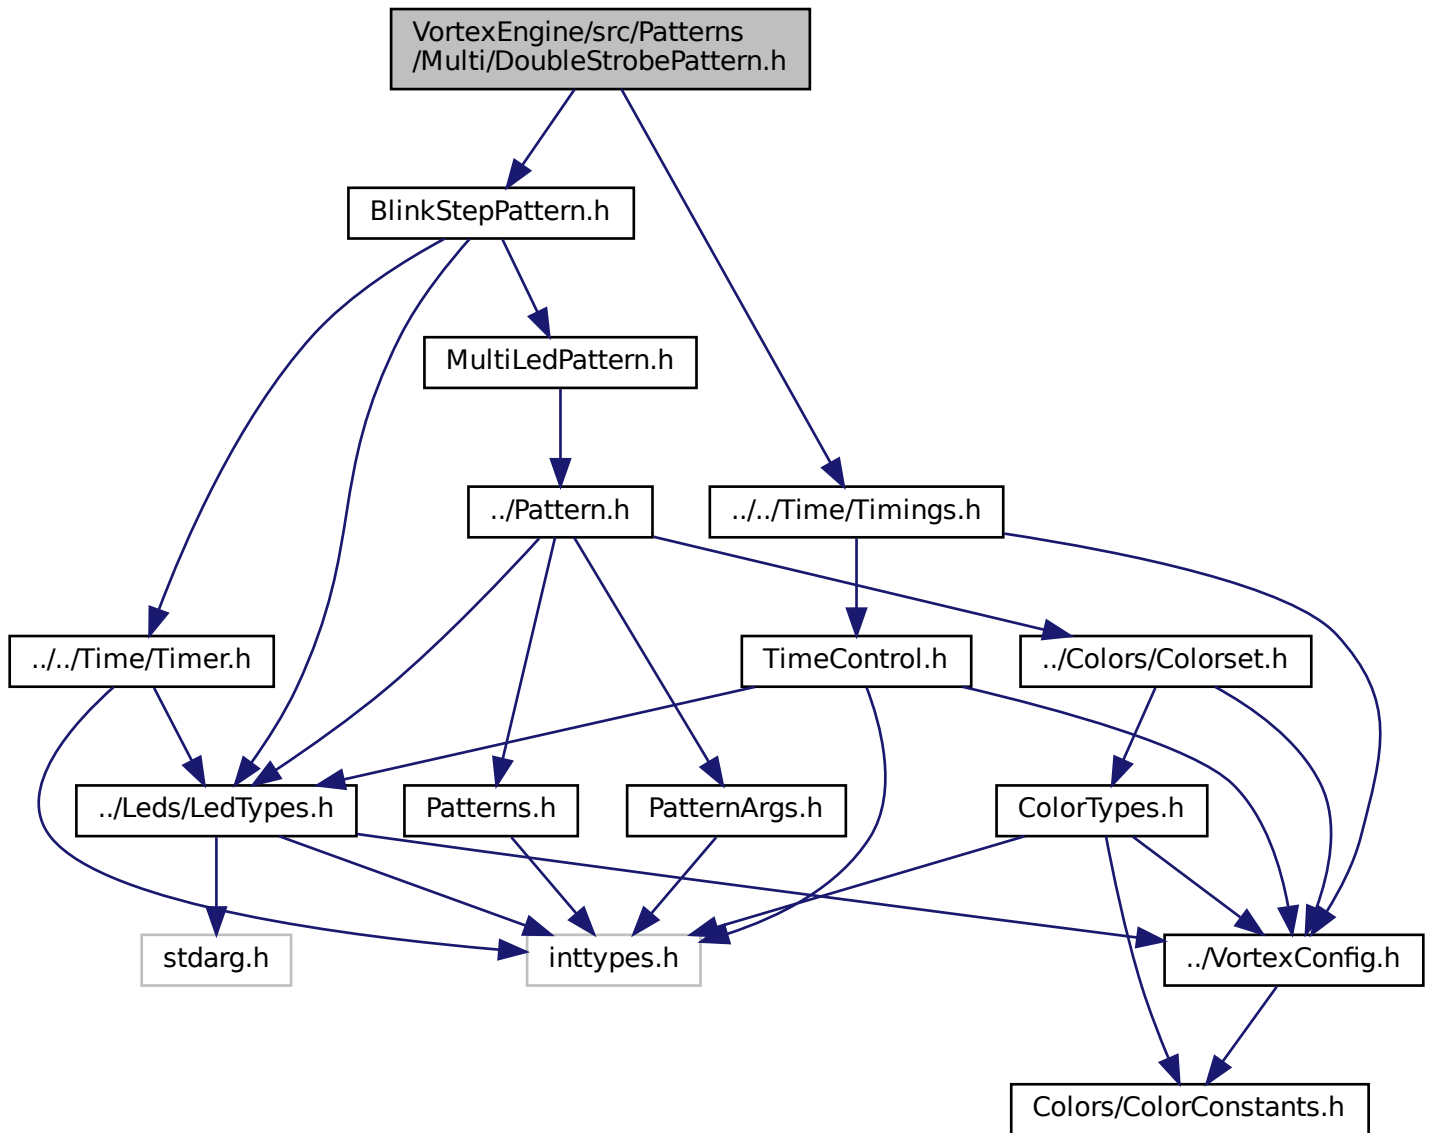 VortexEngine/src/Patterns
/Multi/DoubleStrobePattern.h
BlinkStepPattern.h
MultiLedPattern.h
../Pattern.h
../../Time/Timings.h
../../Time/Timer.h
TimeControl.h
../Colors/Colorset.h
../Leds/LedTypes.h
Patterns.h
PatternArgs.h
ColorTypes.h
stdarg.h
inttypes.h
../VortexConfig.h
Colors/ColorConstants.h